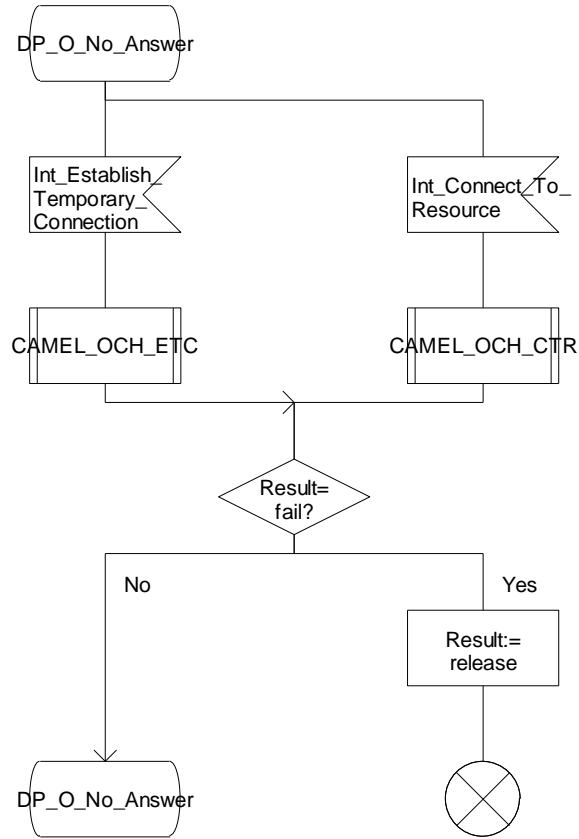 DP_O_No_Answer
Int_Establish_
Temporary_
Connection
Int_Connect_To_
Resource
CAMEL_OCH_ETC
CAMEL_OCH_CTR
Result=
fail?
No
Yes
Result:=
release
DP_O_No_Answer